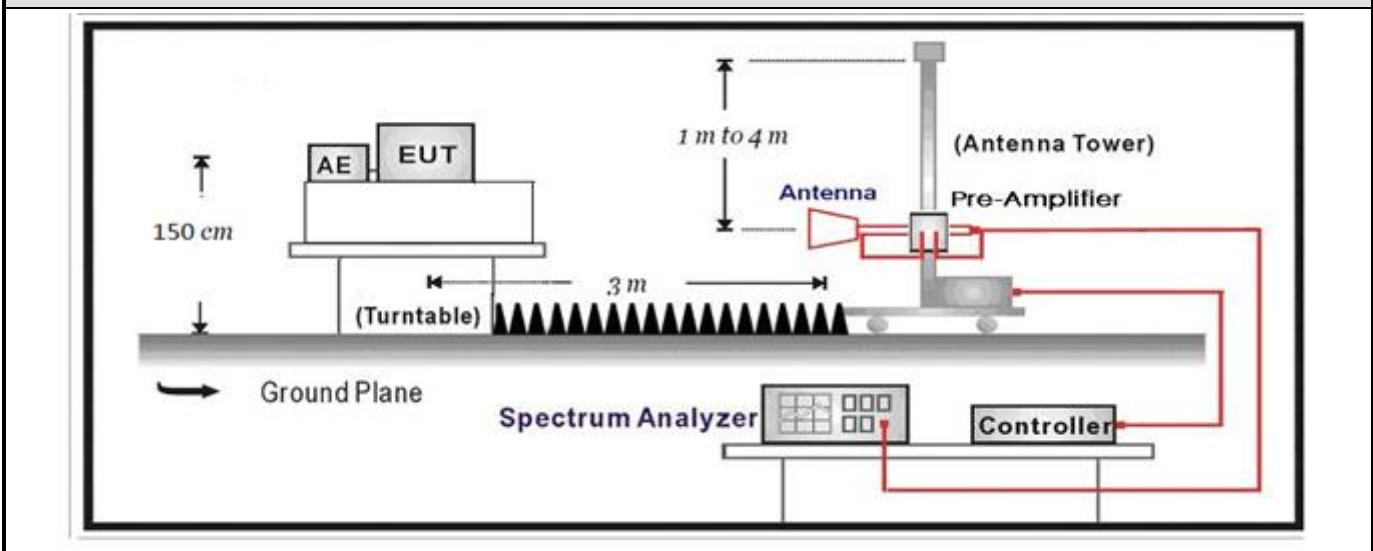 1 m to 4 m
(Antenna Tower)
AE
EUT
Antenna
Pre-Amplifier
150 cm
3 m
(Turntable)
Ground Plane
Spectrum Analyzer
Controller